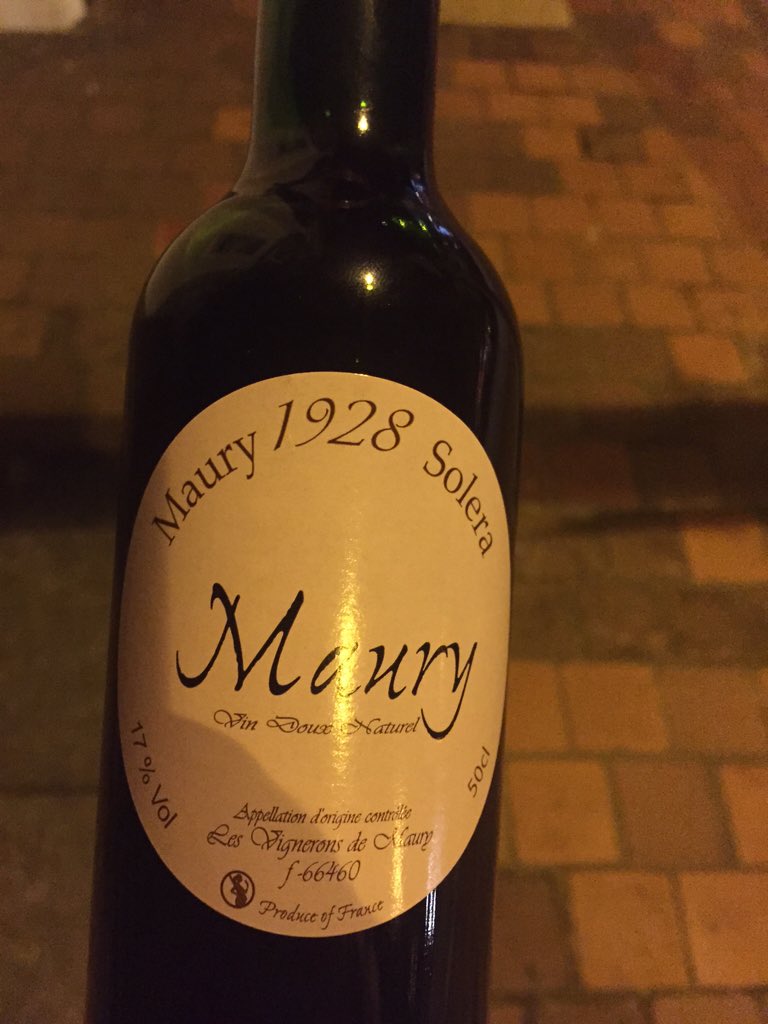 Maury 1928 Solera
Maury
Vin Doux Naturel
17 % Vol
50cl
Appellation d'origine contrôlée
Les Vignerons de Maury
f-66460
Produce of France